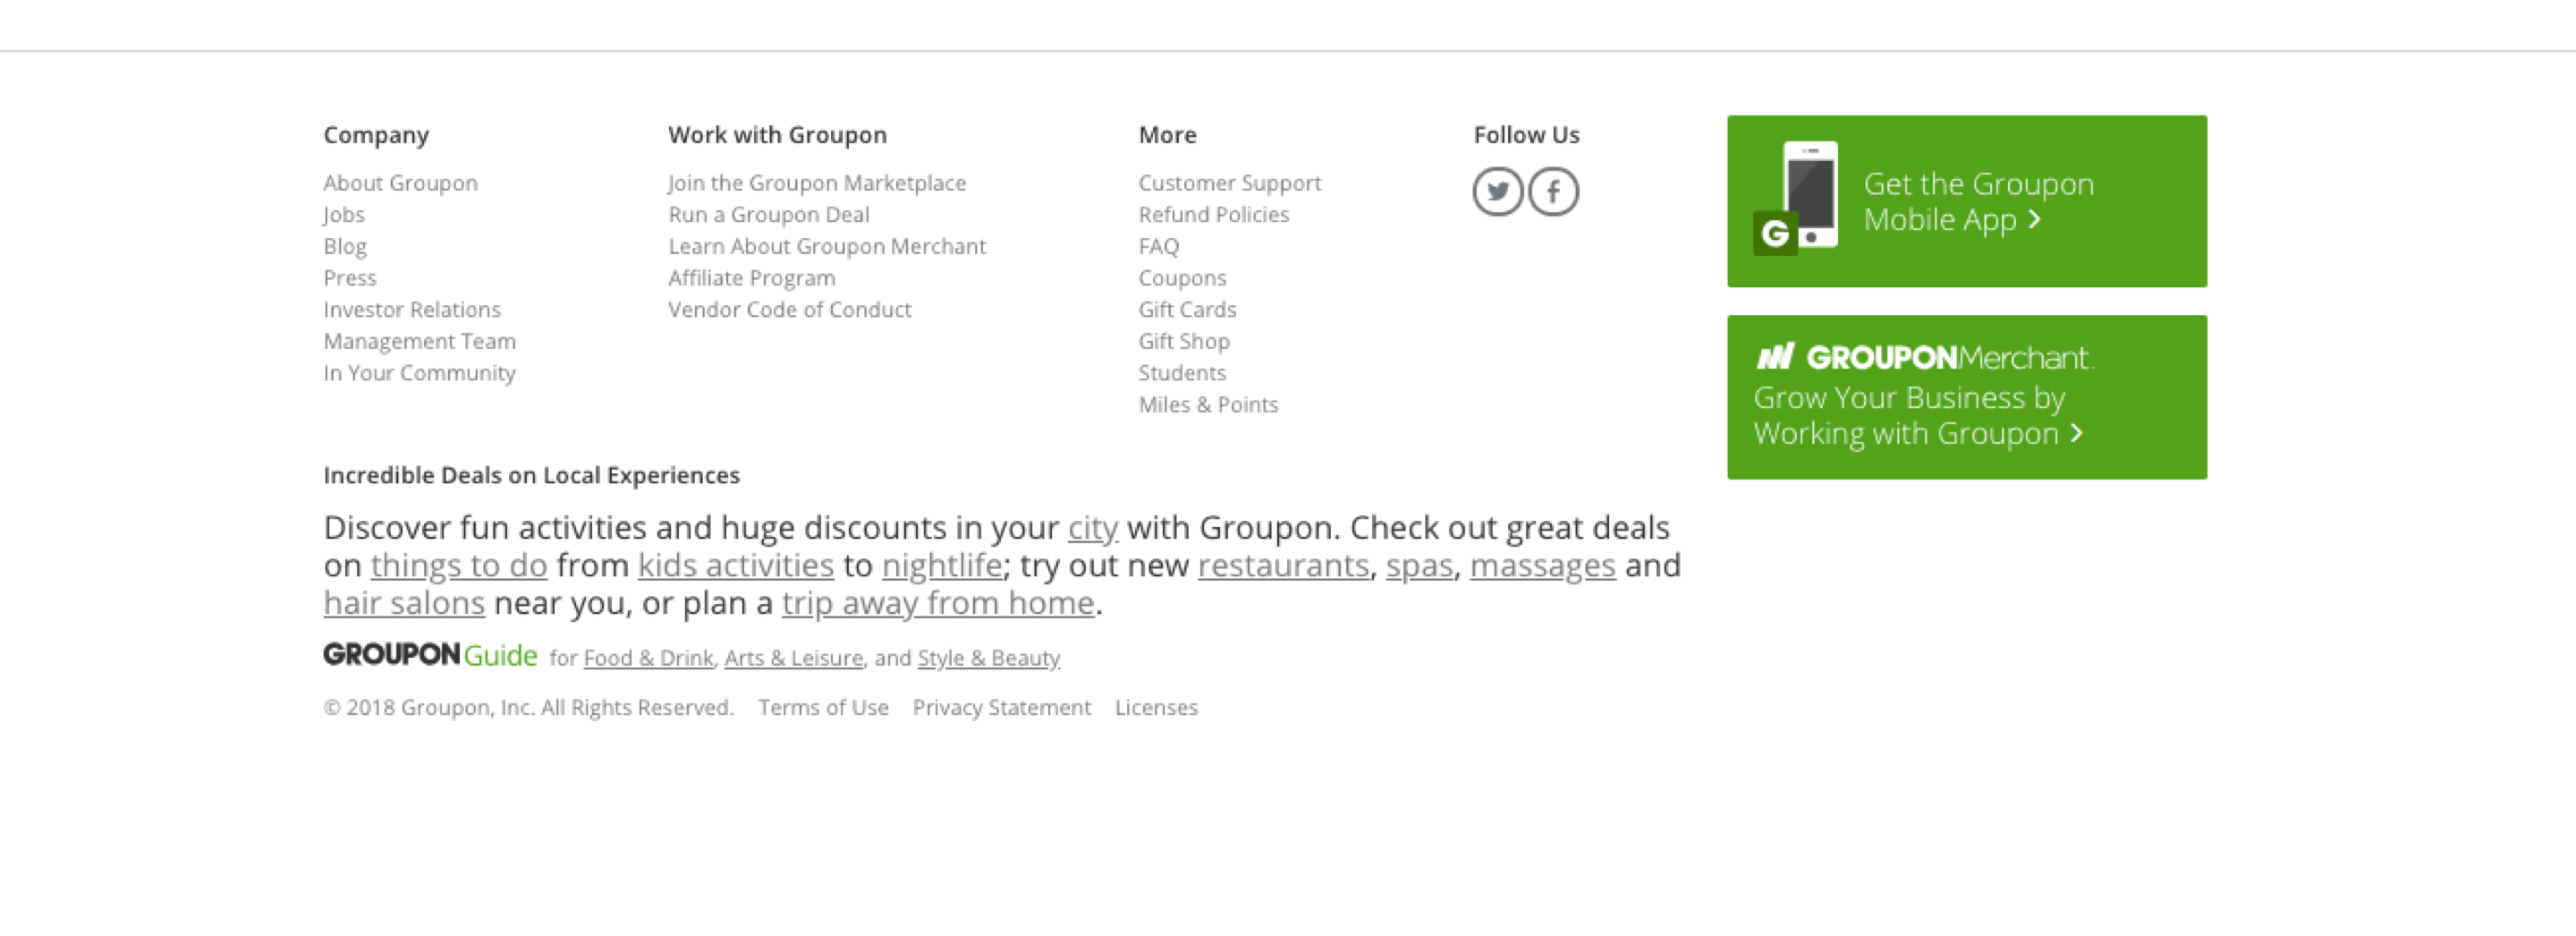 Company
About Groupon
Jobs
Blog
Press
Investor Relations
Management Team
In Your Community
Work with Groupon
Join the Groupon Marketplace
Run a Groupon Deal
Learn About Groupon Merchant
Affiliate Program
Vendor Code of Conduct
More
Customer Support
Refund Policies
FAQ
Coupons
Gift Cards
Gift Shop
Students
Miles & Points
Follow Us
G
Get the Groupon
Mobile App >
GROUPONMerchant.
Grow Your Business by
Working with Groupon >
Incredible Deals on Local Experiences
Discover fun activities and huge discounts in your city with Groupon. Check out great deals
on things to do from kids activities to nightlife; try out new restaurants, spas, massages and
hair salons near you, or plan a trip away from home.
GROUPON Guide for Food & Drink, Arts & Leisure, and Style & Beauty
© 2018 Groupon, Inc. All Rights Reserved. Terms of Use Privacy Statement Licenses